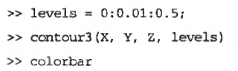 >> levels = 0:0.01:0.5;
>> contour3(X, Y, Z, levels)
>> colorbar